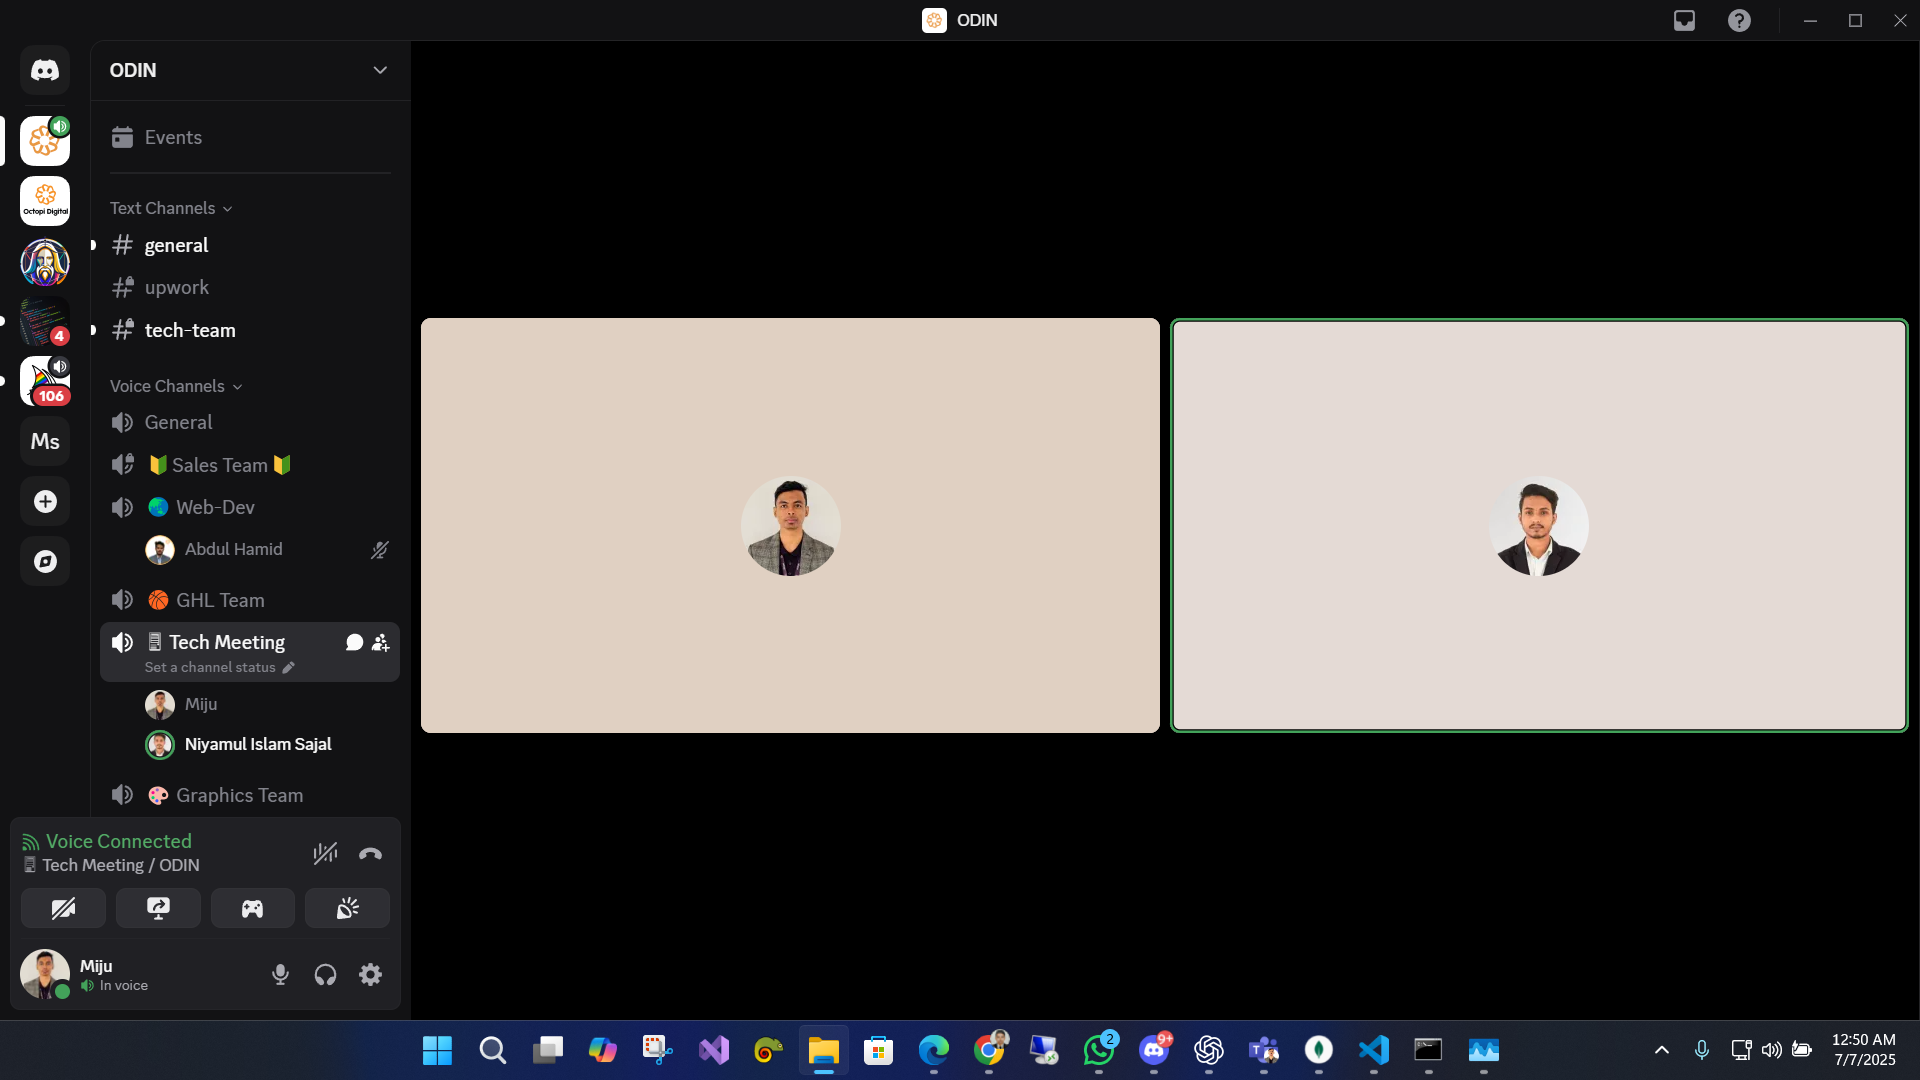 ODIN
ODIN
Events
Octopi Digital
Text Channels
general
upwork
tech-team
4
Voice Channels
106
General
Ms
Sales Team
Web-Dev
Abdul Hamid
GHL Team
Tech Meeting
Set a channel status
Miju
Niyamul Islam Sajal
Graphics Team
Voice Connected
Tech Meeting / ODIN
Miju
In voice
2
9+
12:50 AM
7/7/2025